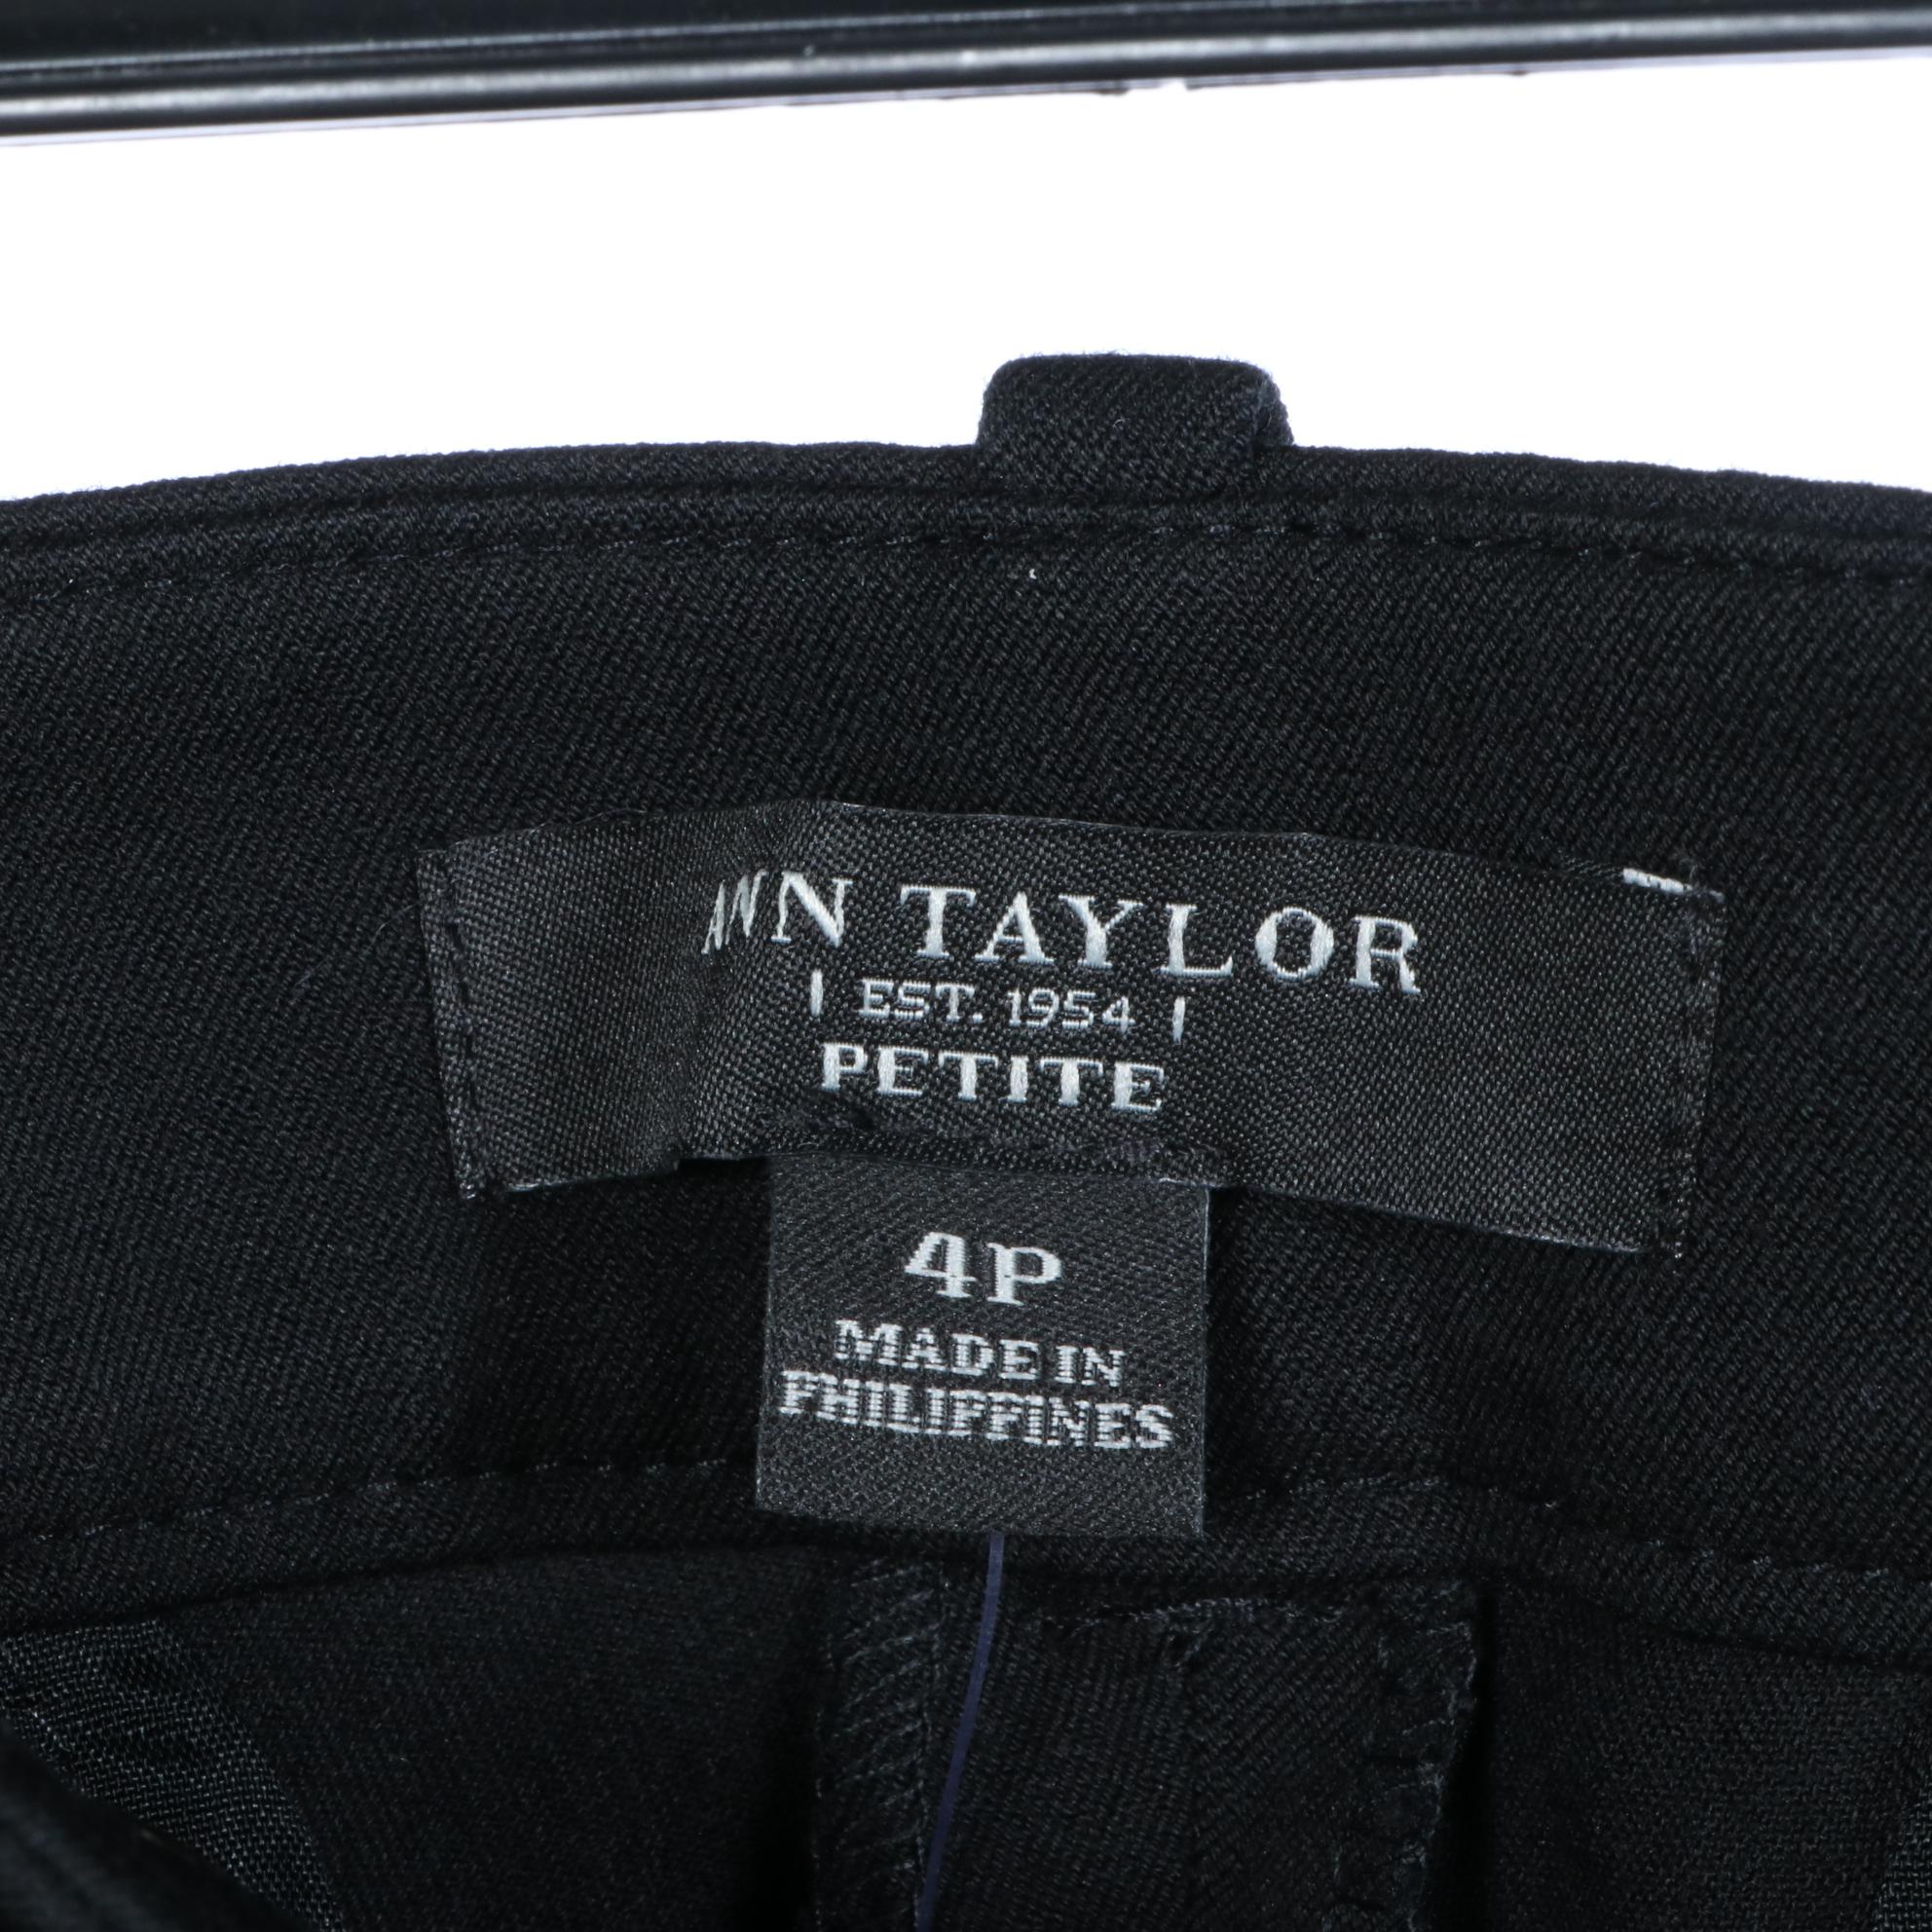 ANN TAYLOR
| EST. 1954 |
PETITE
4P
MADE IN
PHILIPPINES